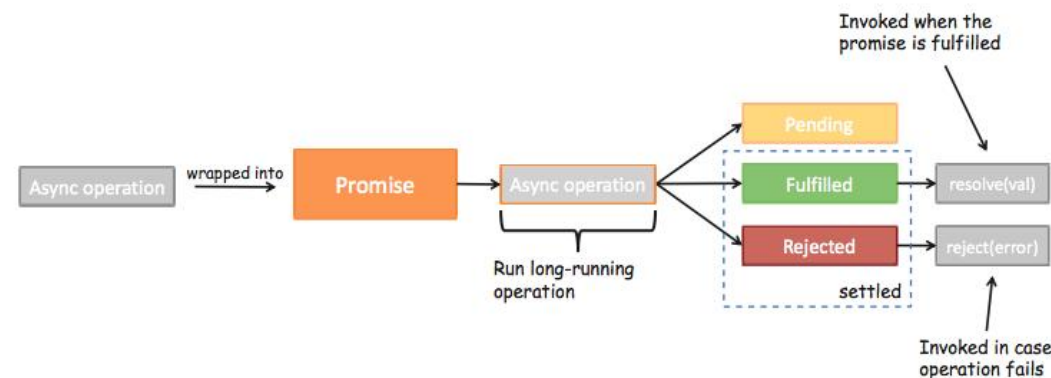 Invoked when the
promise is fulfilled
Pending
Async operation
wrapped into
Promise
Async operation
Fulfilled
resolve(val)
Rejected
reject(error)
Run long-running
operation
settled
Invoked in case
operation fails